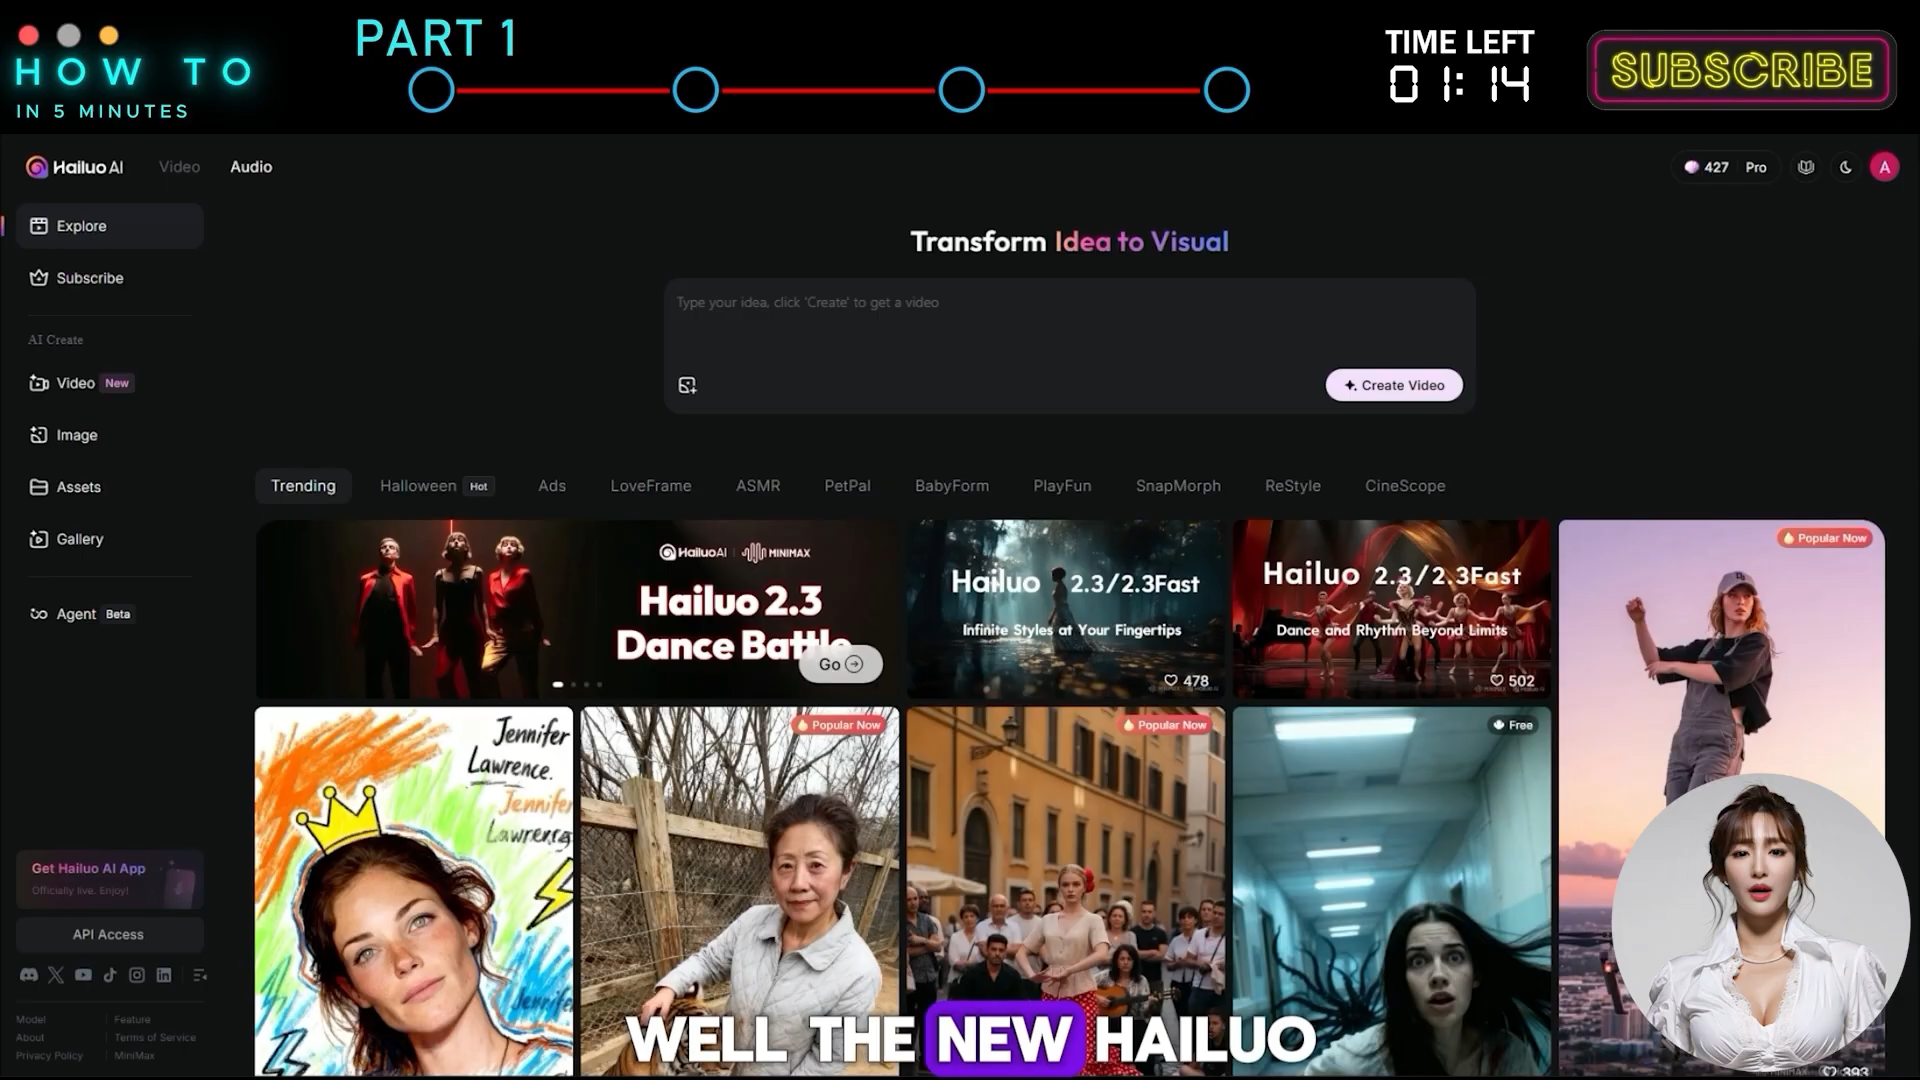 HOW TO
IN 5 MINUTES
PART 1
TIME LEFT
01:14
SUBSCRIBE
Hailuo AI
Video
Audio
427
Pro
A
Explore
Subscribe
AI Create
Video New
Image
Assets
Gallery
Agent Beta
Get Hailuo AI App
Officially live. Enjoy!
API Access
Model
Feature
About
Terms of Service
Privacy Policy
MiniMax
Transform Idea to Visual
Type your idea, click 'Create' to get a video
Create Video
Trending
Halloween Hot
Ads
LoveFrame
ASMR
PetPal
BabyForm
PlayFun
SnapMorph
ReStyle
CineScope
HailuoAI | MINIMAX
Hailuo 2.3
Dance Battle
Go
Hailuo 2.3/2.3Fast
Infinite Styles at Your Fingertips
478
Hailuo 2.3/2.3Fast
Dance and Rhythm Beyond Limits
502
Popular Now
Jennifer
Lawrence.
Jennifer
Lawrence
Jennife
Popular Now
Popular Now
Free
393
WELL THE NEW HAILUO